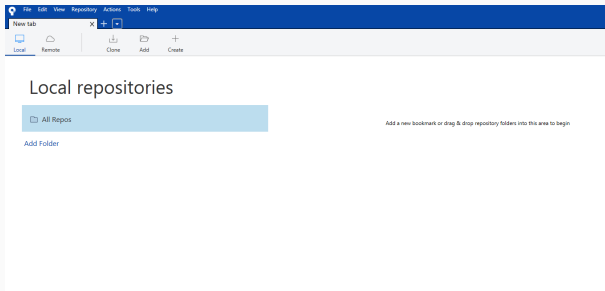 File Edit View Repository Actions Tools Help
New tab
Local Remote Clone Add Create
Local repositories
All Repos
Add a new bookmark or drag & drop repository folders into this area to begin
Add Folder